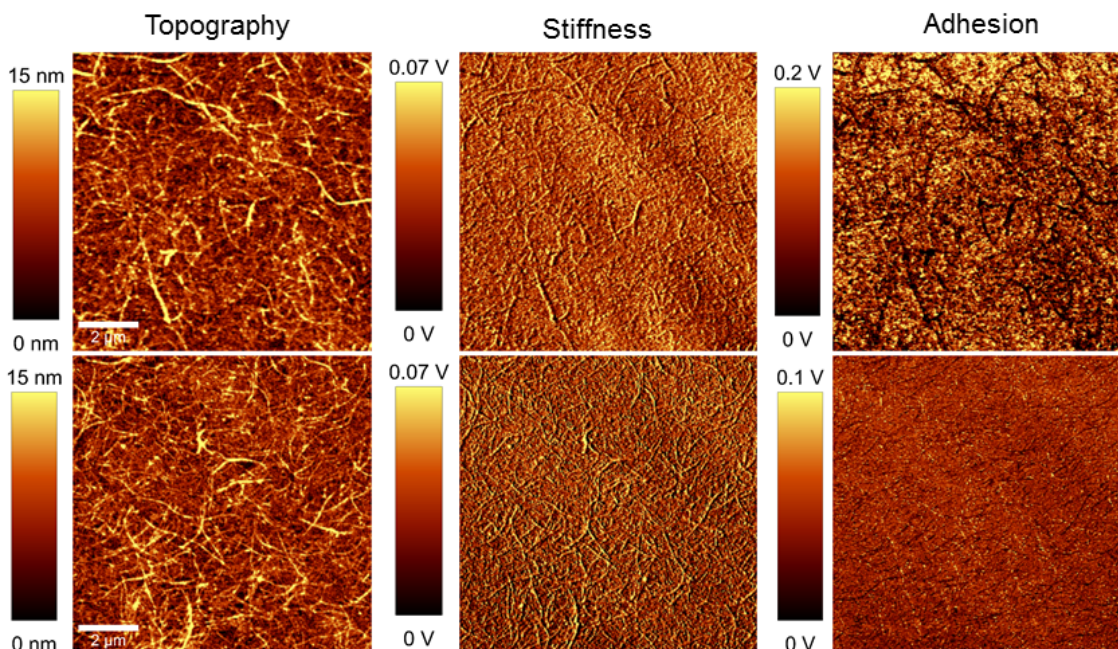 Topography
Stiffness
Adhesion
15 nm
0.07 V
0.2 V
0 nm
0 V
0 V
2 µm
15 nm
0.07 V
0.1 V
0 nm
0 V
0 V
2 µm